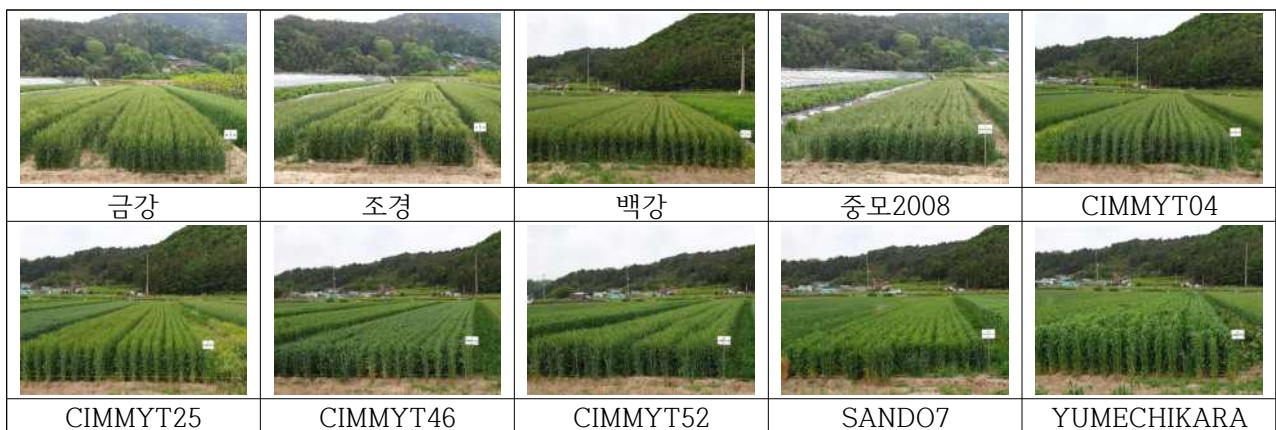 금강 조경 백강 중모2008 CIMMYT04
CIMMYT25 CIMMYT46 CIMMYT52 SANDO7 YUMECHIKARA